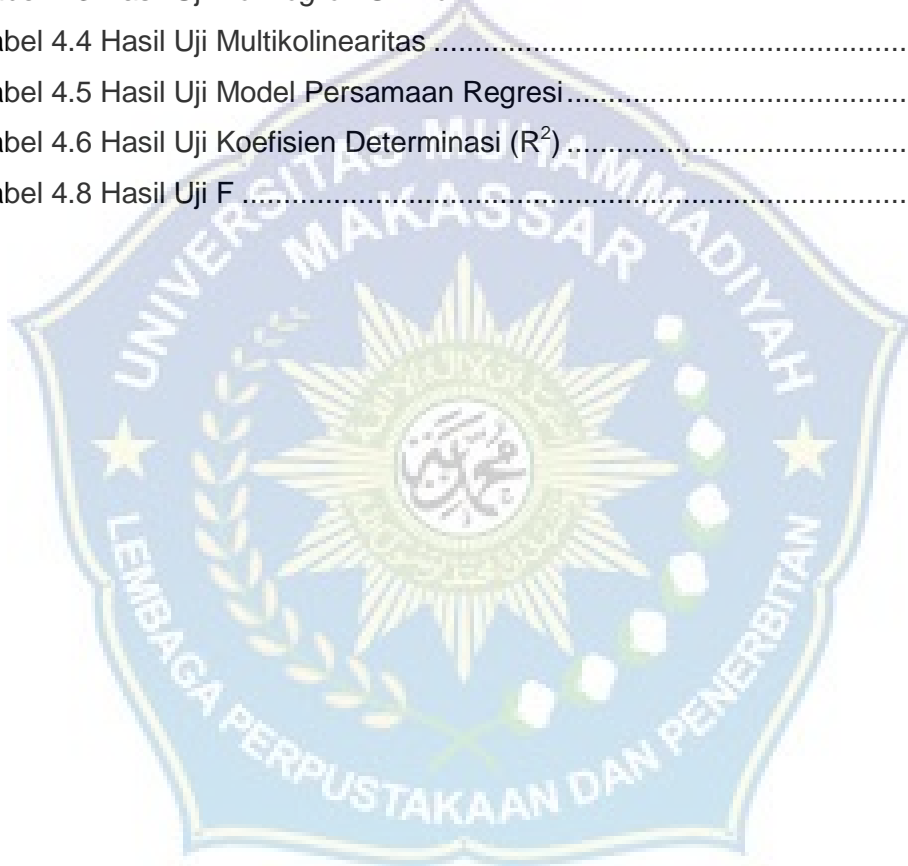 abel 4.4 Hasil Uji Multikolinearitas ....................................................................
abel 4.5 Hasil Uji Model Persamaan Regresi ..................................................
abel 4.6 Hasil Uji Koefisien Determinasi (R²) ..................................................
abel 4.8 Hasil Uji F ..........................................................................................
UNIVERSITAS MUHAMMADIYAH
MAKASSAR
محمدية
LEMBAGA PERPUSTAKAAN DAN PENERBITAN